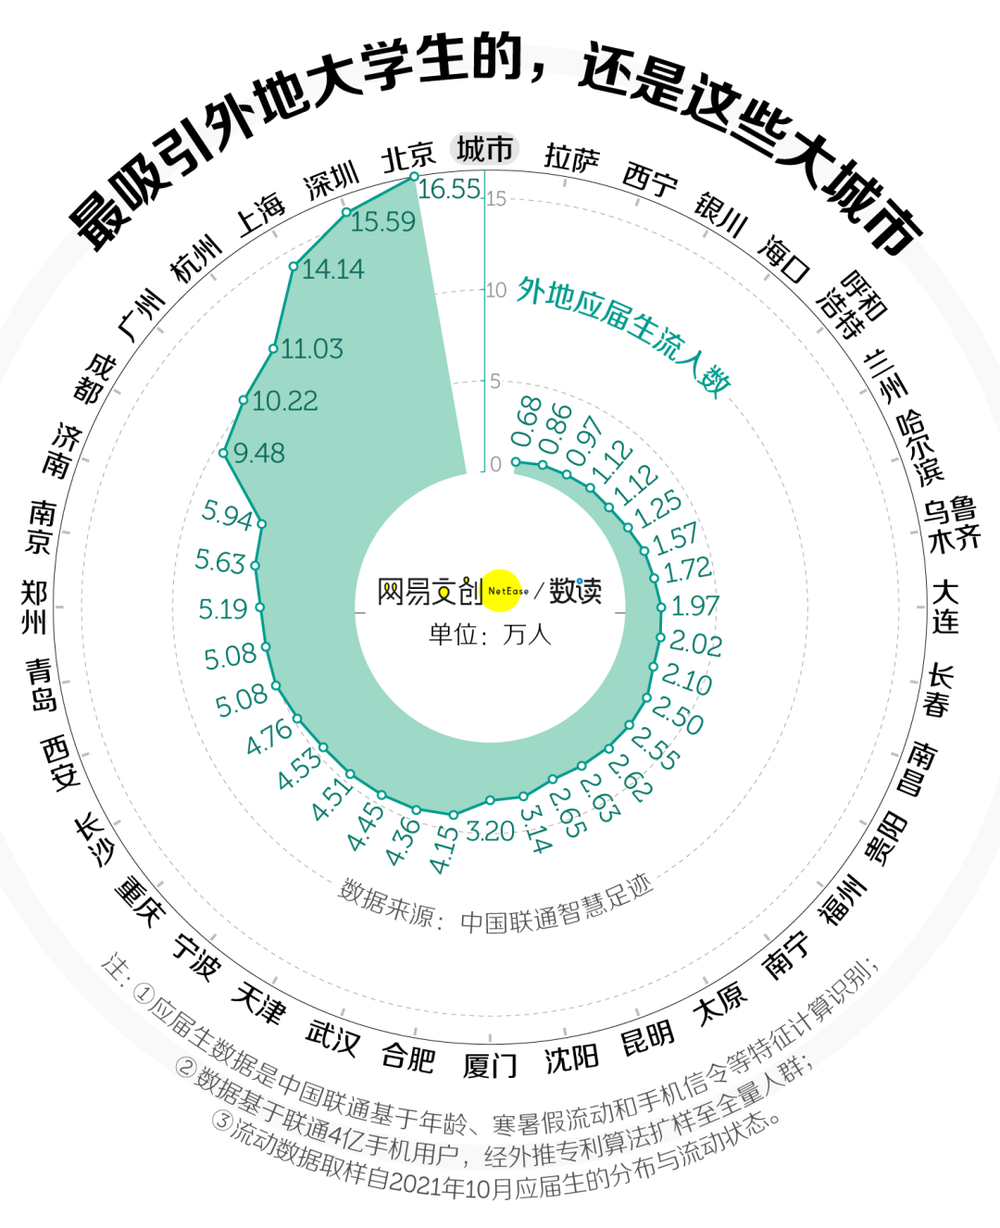 最吸引外地大学生的，还是这些大城市
城市
拉萨
西宁
银川
海口
呼和
浩特
兰州
哈尔滨
乌鲁
木齐
大连
长春
南昌
贵阳
福州
南宁
太原
昆明
沈阳
厦门
合肥
武汉
天津
宁波
重庆
长沙
西安
青岛
郑州
南京
济南
成都
广州
杭州
上海
深圳
北京
15
10
5
0
外地应届生流入数
0.68
0.86
0.97
1.12
1.12
1.25
1.57
1.72
1.97
2.02
2.10
2.50
2.55
2.62
2.63
2.65
3.14
3.20
4.15
4.36
4.45
4.51
4.53
4.76
5.08
5.08
5.19
5.63
5.94
9.48
10.22
11.03
14.14
15.59
16.55
网易文创 NetEase / 数读
单位：万人
数据来源：中国联通智慧足迹
注：①应届生数据是中国联通基于年龄、寒暑假流动和手机信令等特征计算识别；
②数据基于联通4亿手机用户，经外推专利算法扩样至全量人群；
③流动数据取样自2021年10月应届生的分布与流动状态。